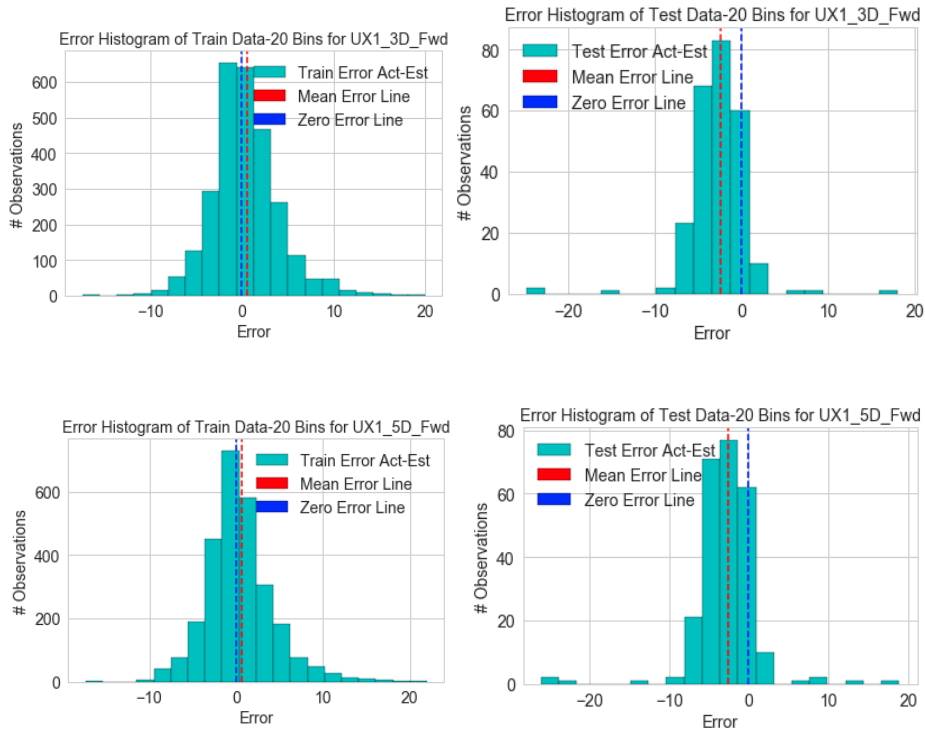 Error Histogram of Train Data-20 Bins for UX1_3D_Fwd
Train Error Act-Est
Mean Error Line
Zero Error Line
# Observations
600
500
400
300
200
100
0
−10
0
10
20
Error
Error Histogram of Test Data-20 Bins for UX1_3D_Fwd
Test Error Act-Est
Mean Error Line
Zero Error Line
# Observations
80
60
40
20
0
−20
−10
0
10
20
Error
Error Histogram of Train Data-20 Bins for UX1_5D_Fwd
Train Error Act-Est
Mean Error Line
Zero Error Line
# Observations
600
400
200
0
−10
0
10
20
Error
Error Histogram of Test Data-20 Bins for UX1_5D_Fwd
Test Error Act-Est
Mean Error Line
Zero Error Line
# Observations
80
60
40
20
0
−20
−10
0
10
20
Error